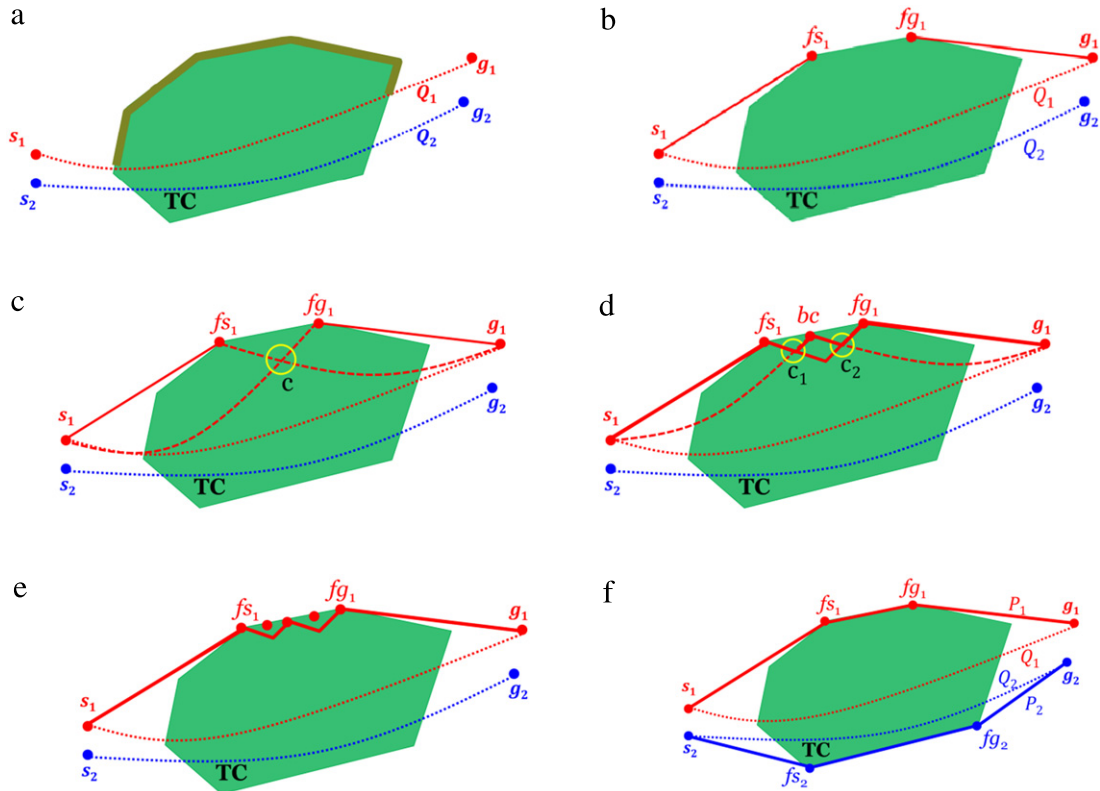 a
s₁
g₁
Q₁
g₂
Q₂
s₂
TC
b
fs₁
fg₁
g₁
s₁
Q₁
g₂
Q₂
s₂
TC
c
fs₁
fg₁
g₁
c
s₁
g₂
s₂
TC
d
fs₁
bc
fg₁
g₁
c₁
c₂
s₁
g₂
s₂
TC
e
fs₁
fg₁
g₁
s₁
g₂
s₂
TC
f
fs₁
fg₁
P₁
g₁
s₁
Q₁
Q₂
g₂
P₂
s₂
TC
fg₂
fs₂